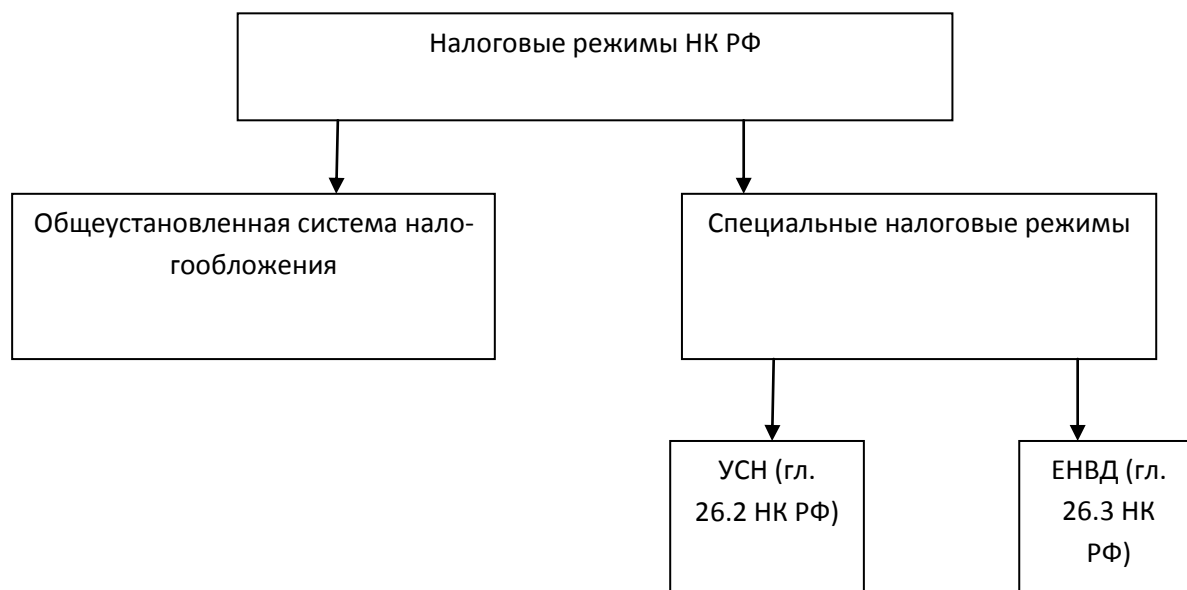 Налоговые режимы НК РФ
Общеустановленная система нало-
гообложения
Специальные налоговые режимы
УСН (гл.
26.2 НК РФ)
ЕНВД (гл.
26.3 НК
РФ)